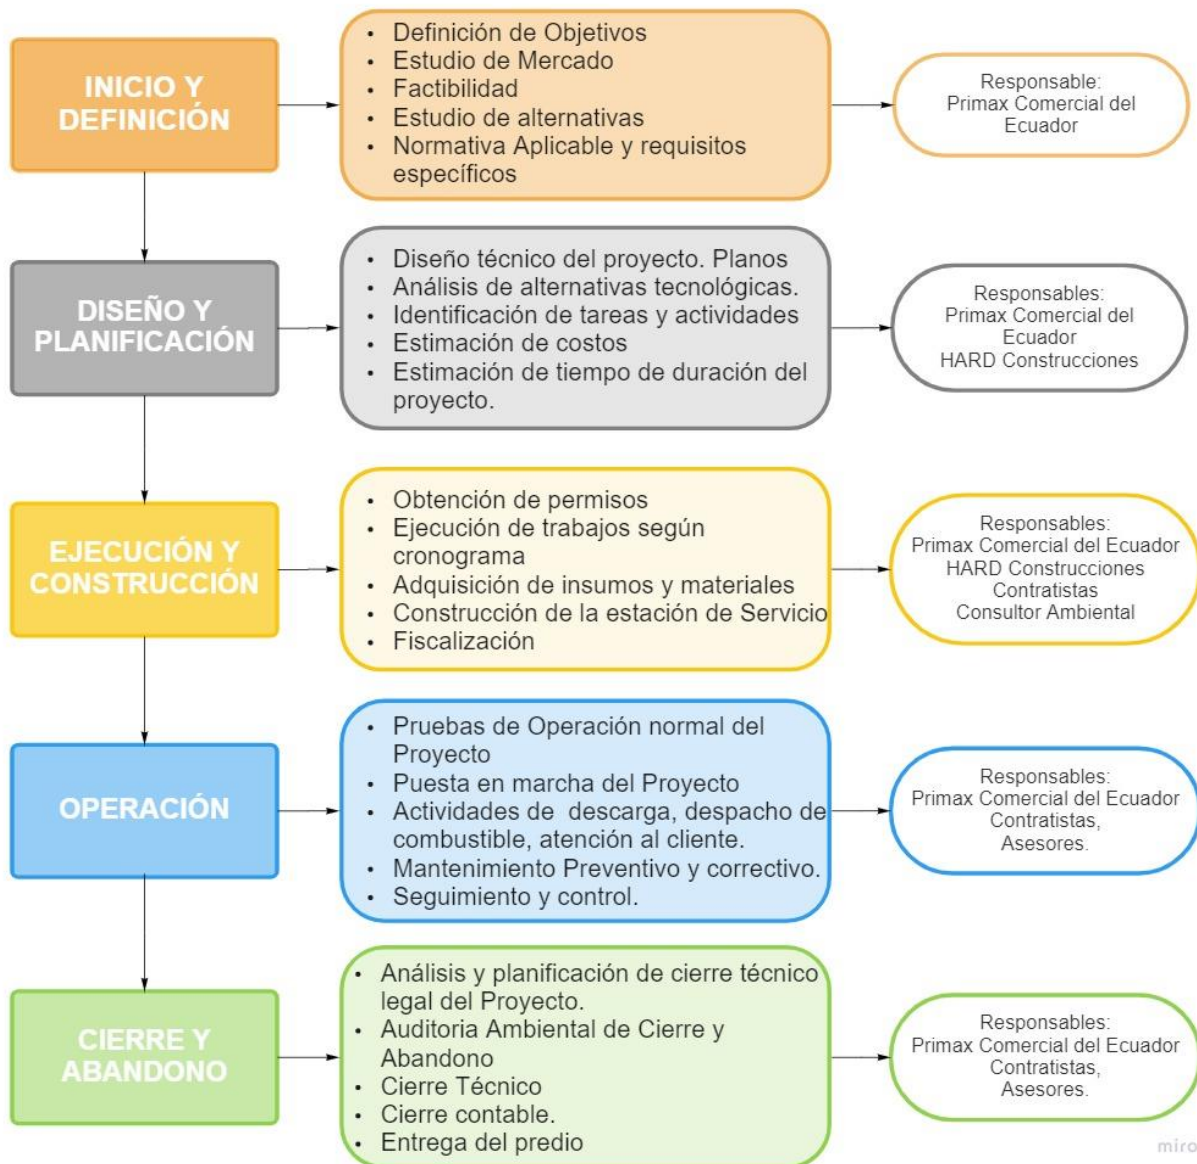 INICIO Y
DEFINICIÓN
• Definición de Objetivos
• Estudio de Mercado
• Factibilidad
• Estudio de alternativas
• Normativa Aplicable y requisitos
específicos
Responsable:
Primax Comercial del
Ecuador
DISEÑO Y
PLANIFICACIÓN
• Diseño técnico del proyecto. Planos
• Análisis de alternativas tecnológicas.
• Identificación de tareas y actividades
• Estimación de costos
• Estimación de tiempo de duración del
proyecto.
Responsables:
Primax Comercial del
Ecuador
HARD Construcciones
EJECUCIÓN Y
CONSTRUCCIÓN
• Obtención de permisos
• Ejecución de trabajos según
cronograma
• Adquisición de insumos y materiales
• Construcción de la estación de Servicio
• Fiscalización
Responsables:
Primax Comercial del Ecuador
HARD Construcciones
Contratistas
Consultor Ambiental
OPERACIÓN
• Pruebas de Operación normal del
Proyecto
• Puesta en marcha del Proyecto
• Actividades de descarga, despacho de
combustible, atención al cliente.
• Mantenimiento Preventivo y correctivo.
• Seguimiento y control.
Responsables:
Primax Comercial del Ecuador
Contratistas,
Asesores.
CIERRE Y
ABANDONO
• Análisis y planificación de cierre técnico
legal del Proyecto.
• Auditoria Ambiental de Cierre y
Abandono
• Cierre Técnico
• Cierre contable.
• Entrega del predio
Responsables:
Primax Comercial del Ecuador
Contratistas,
Asesores.
miro